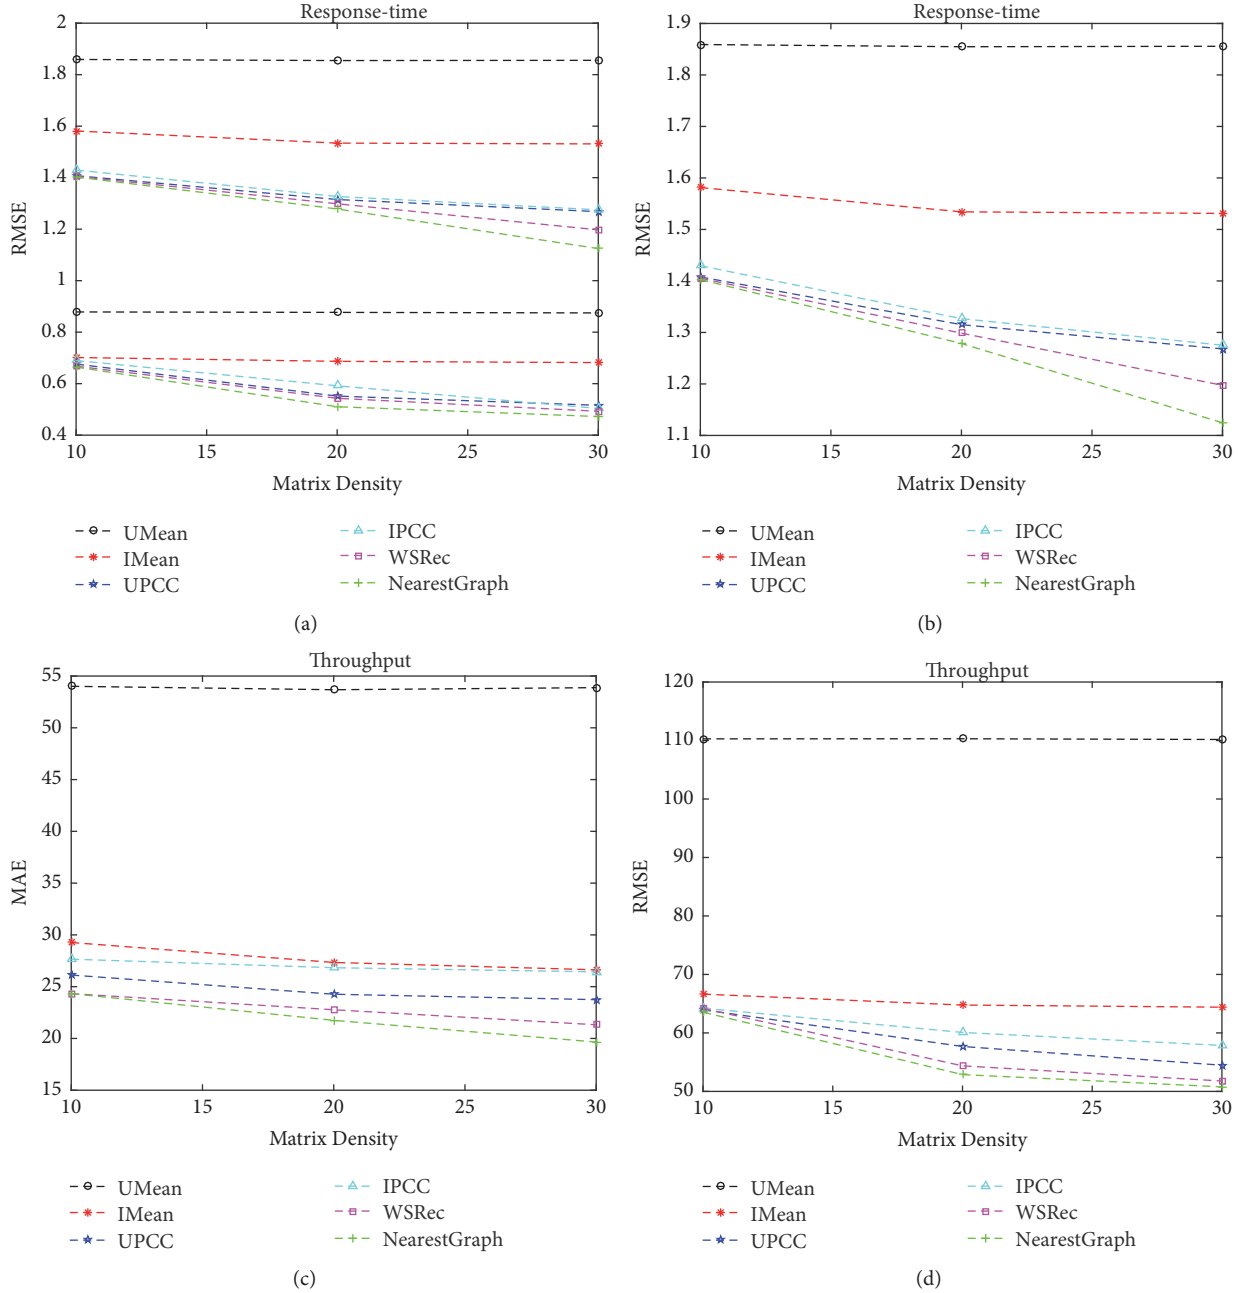 Response-time
2
1.8
1.6
1.4
1.2
1
0.8
0.6
0.4
RMSE
10 15 20 25 30
Matrix Density
UMean
IMean
UPCC
IPCC
WSRec
NearestGraph
(a)
Response-time
1.9
1.8
1.7
1.6
1.5
1.4
1.3
1.2
1.1
RMSE
10 15 20 25 30
Matrix Density
UMean
IMean
UPCC
IPCC
WSRec
NearestGraph
(b)
Throughput
55
50
45
40
35
30
25
20
15
MAE
10 15 20 25 30
Matrix Density
UMean
IMean
UPCC
IPCC
WSRec
NearestGraph
(c)
Throughput
120
110
100
90
80
70
60
50
RMSE
10 15 20 25 30
Matrix Density
UMean
IMean
UPCC
IPCC
WSRec
NearestGraph
(d)